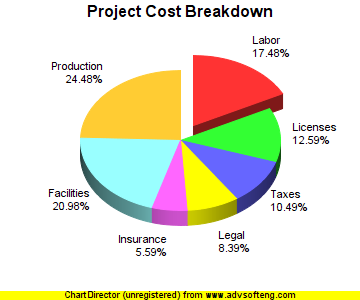 Project Cost Breakdown
Labor
17.48%
Production
24.48%
Licenses
12.59%
Facilities
20.98%
Taxes
10.49%
Legal
8.39%
Insurance
5.59%
ChartDirector (unregistered) from www.advsofteng.com